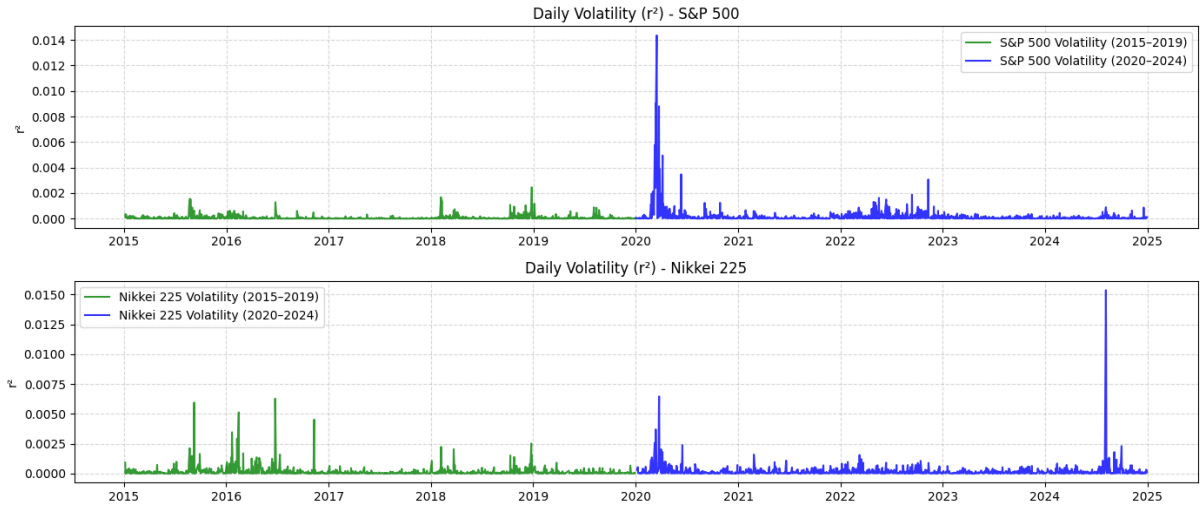 Daily Volatility (r²) - S&P 500
0.014
0.012
0.010
0.008
0.006
0.004
0.002
0.000
r²
S&P 500 Volatility (2015–2019)
S&P 500 Volatility (2020–2024)
2015 2016 2017 2018 2019 2020 2021 2022 2023 2024 2025
Daily Volatility (r²) - Nikkei 225
0.0150
0.0125
0.0100
0.0075
0.0050
0.0025
0.0000
r²
Nikkei 225 Volatility (2015–2019)
Nikkei 225 Volatility (2020–2024)
2015 2016 2017 2018 2019 2020 2021 2022 2023 2024 2025